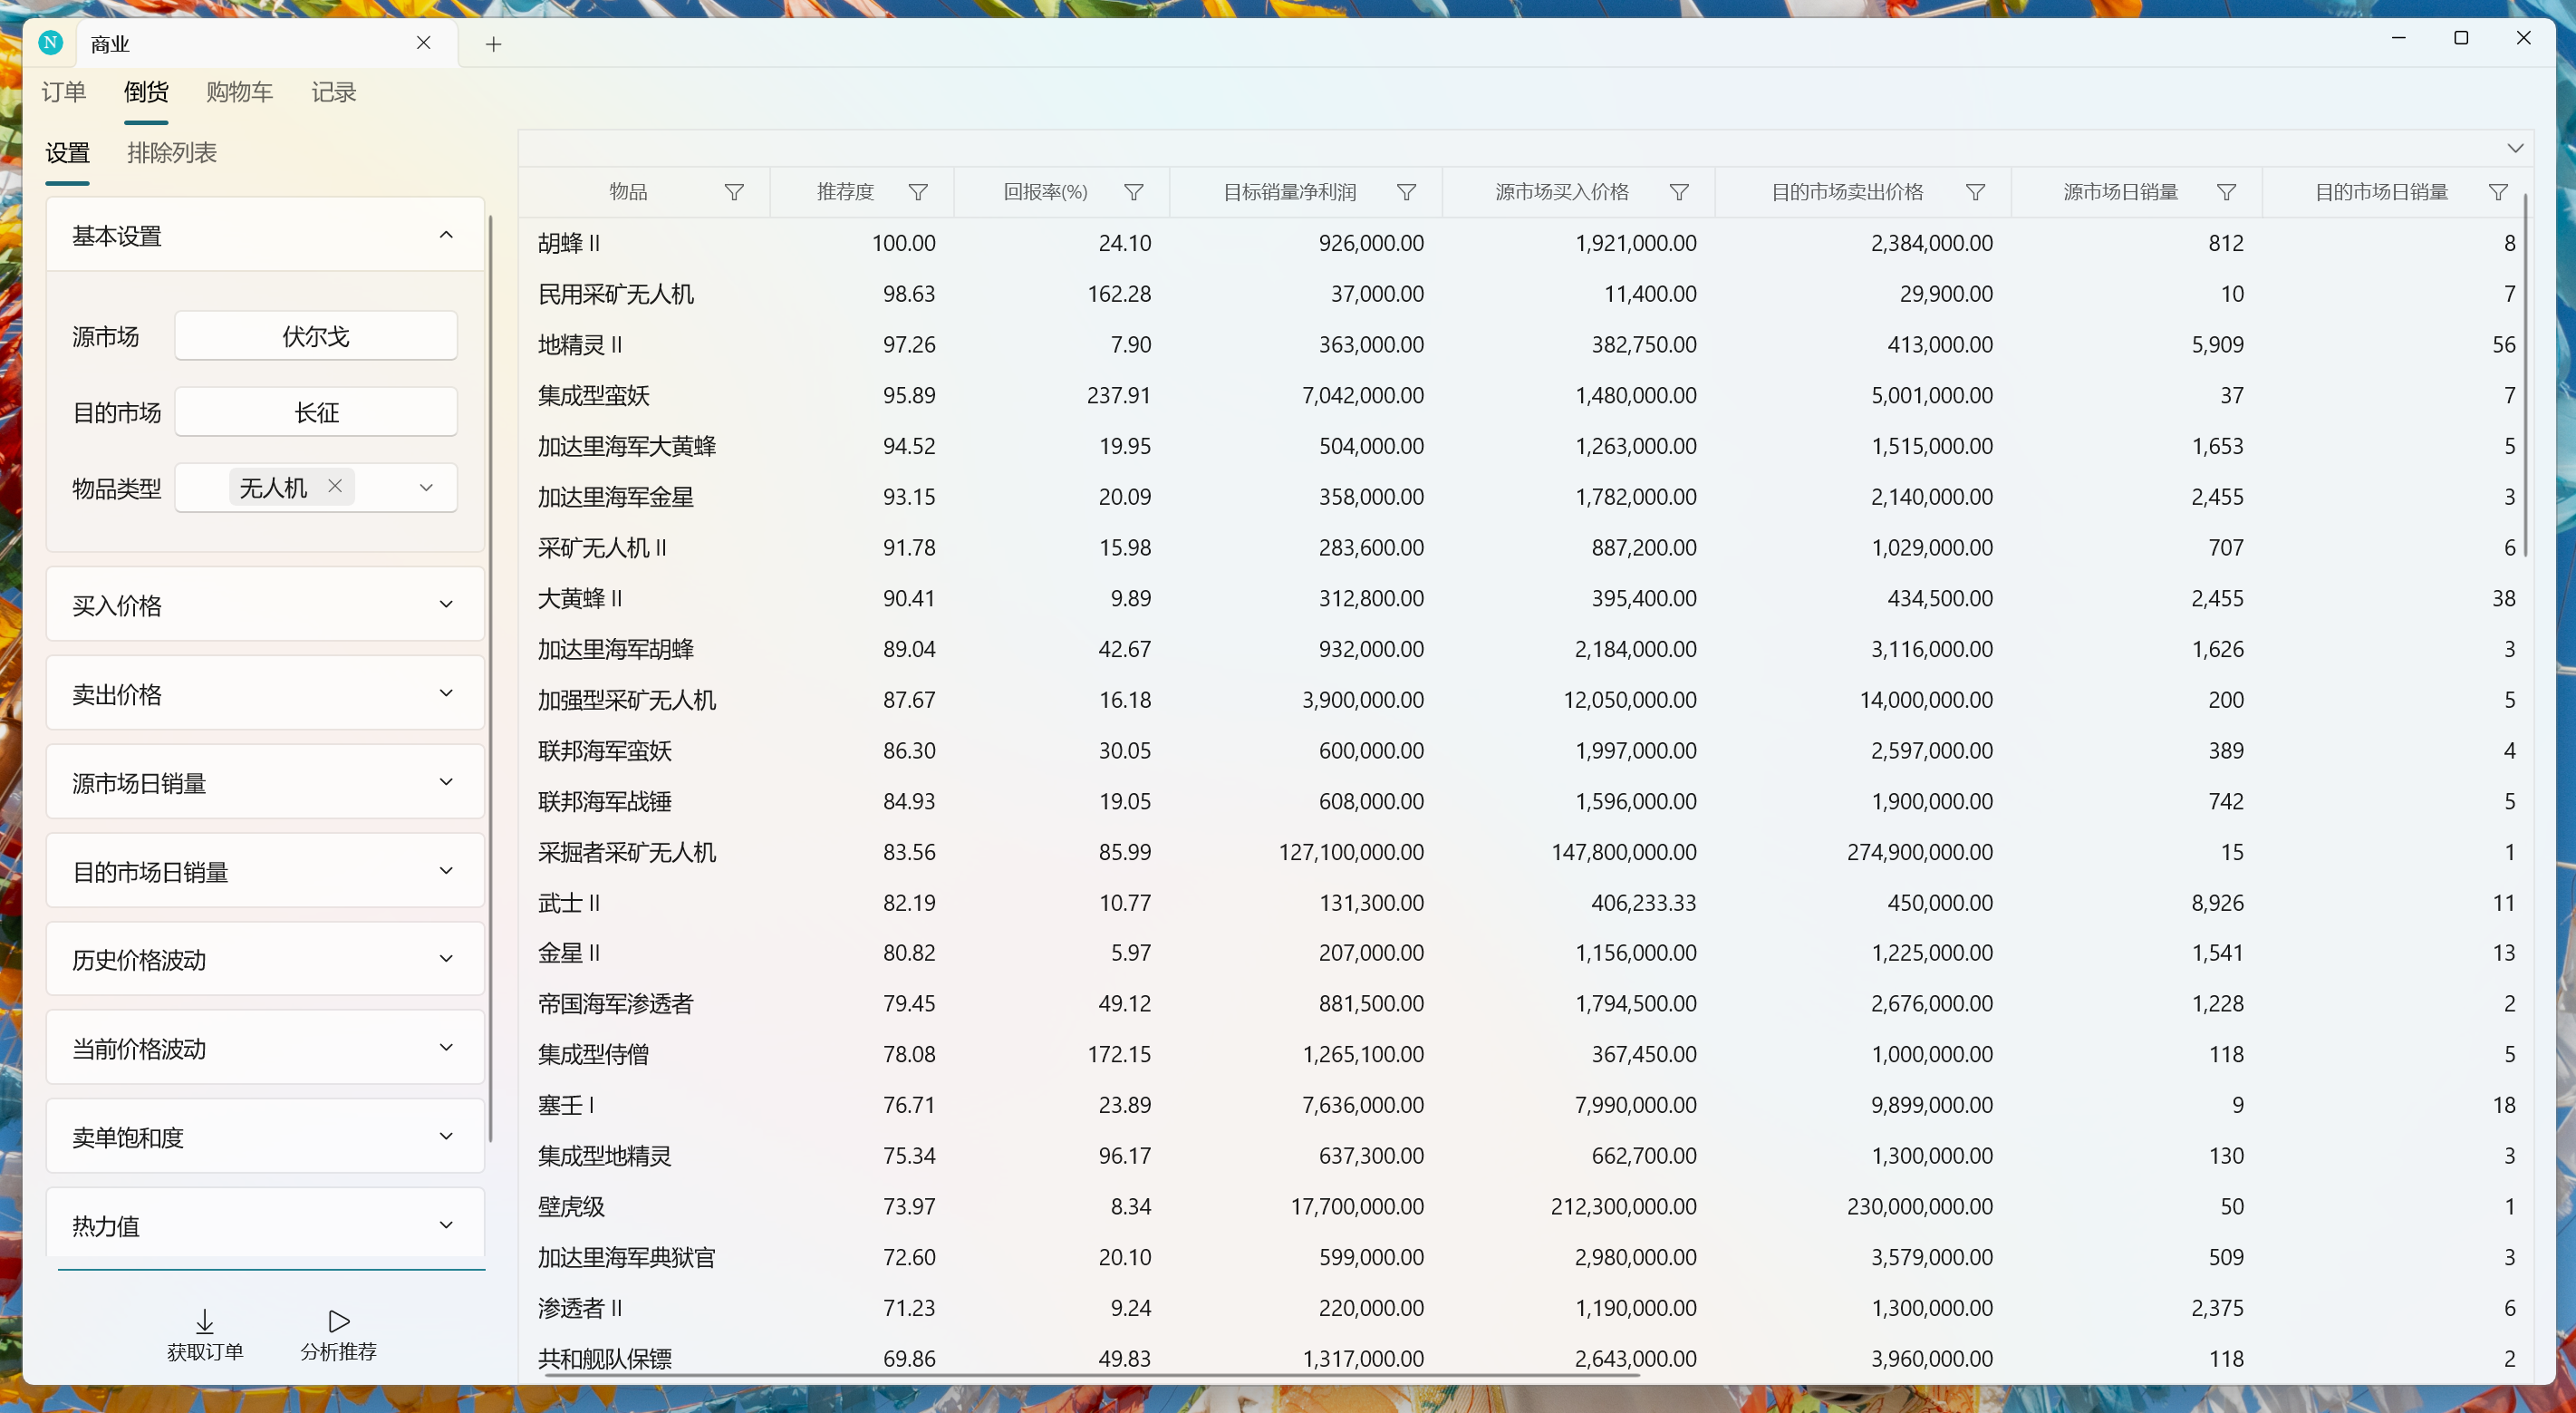 N 商业
订单 倒货 购物车 记录
设置 排除列表
基本设置
源市场 伏尔戈
目的市场 长征
物品类型 无人机
买入价格
卖出价格
源市场日销量
目的市场日销量
历史价格波动
当前价格波动
卖单饱和度
热力值
获取订单 分析推荐
物品 推荐度 回报率(%) 目标销量净利润 源市场买入价格 目的市场卖出价格 源市场日销量 目的市场日销量
胡蜂 II 100.00 24.10 926,000.00 1,921,000.00 2,384,000.00 812 8
民用采矿无人机 98.63 162.28 37,000.00 11,400.00 29,900.00 10 7
地精灵 II 97.26 7.90 363,000.00 382,750.00 413,000.00 5,909 56
集成型蛮妖 95.89 237.91 7,042,000.00 1,480,000.00 5,001,000.00 37 7
加达里海军大黄蜂 94.52 19.95 504,000.00 1,263,000.00 1,515,000.00 1,653 5
加达里海军金星 93.15 20.09 358,000.00 1,782,000.00 2,140,000.00 2,455 3
采矿无人机 II 91.78 15.98 283,600.00 887,200.00 1,029,000.00 707 6
大黄蜂 II 90.41 9.89 312,800.00 395,400.00 434,500.00 2,455 38
加达里海军胡蜂 89.04 42.67 932,000.00 2,184,000.00 3,116,000.00 1,626 3
加强型采矿无人机 87.67 16.18 3,900,000.00 12,050,000.00 14,000,000.00 200 5
联邦海军蛮妖 86.30 30.05 600,000.00 1,997,000.00 2,597,000.00 389 4
联邦海军战锤 84.93 19.05 608,000.00 1,596,000.00 1,900,000.00 742 5
采掘者采矿无人机 83.56 85.99 127,100,000.00 147,800,000.00 274,900,000.00 15 1
武士 II 82.19 10.77 131,300.00 406,233.33 450,000.00 8,926 11
金星 II 80.82 5.97 207,000.00 1,156,000.00 1,225,000.00 1,541 13
帝国海军渗透者 79.45 49.12 881,500.00 1,794,500.00 2,676,000.00 1,228 2
集成型侍僧 78.08 172.15 1,265,100.00 367,450.00 1,000,000.00 118 5
塞壬 I 76.71 23.89 7,636,000.00 7,990,000.00 9,899,000.00 9 18
集成型地精灵 75.34 96.17 637,300.00 662,700.00 1,300,000.00 130 3
壁虎级 73.97 8.34 17,700,000.00 212,300,000.00 230,000,000.00 50 1
加达里海军典狱官 72.60 20.10 599,000.00 2,980,000.00 3,579,000.00 509 3
渗透者 II 71.23 9.24 220,000.00 1,190,000.00 1,300,000.00 2,375 6
共和舰队保镖 69.86 49.83 1,317,000.00 2,643,000.00 3,960,000.00 118 2